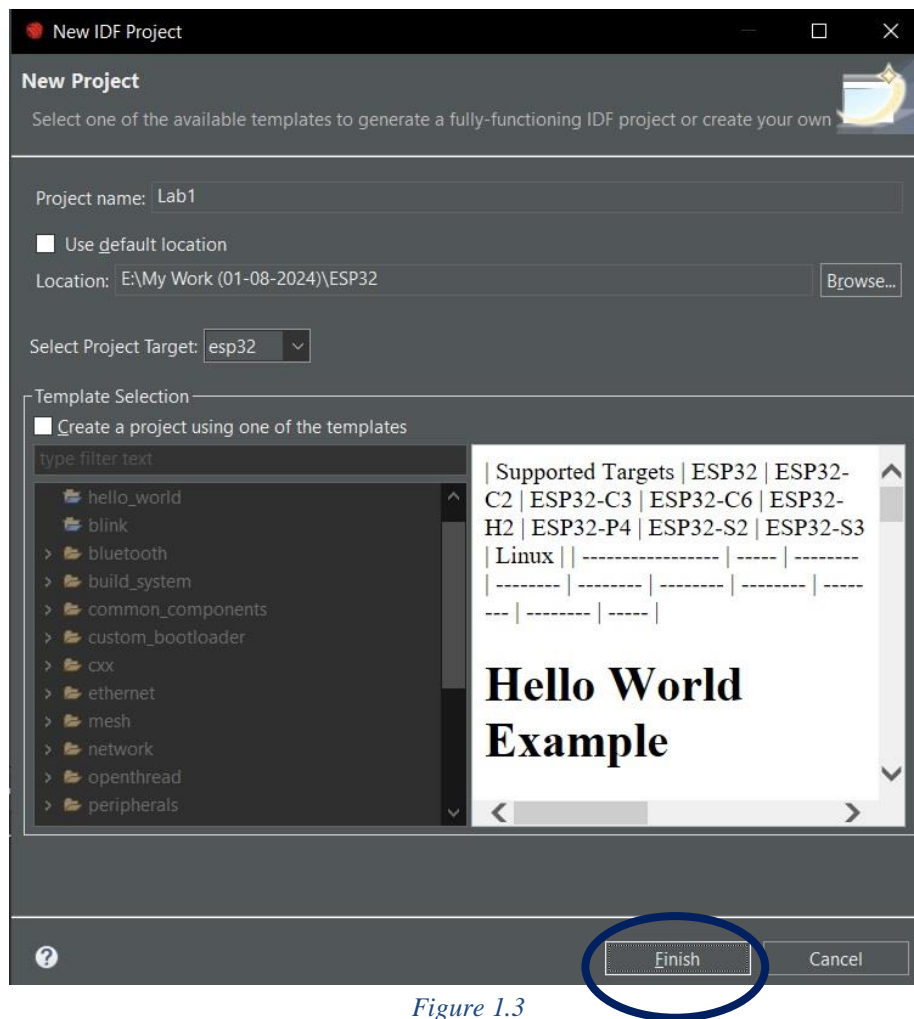 New IDF Project
New Project
Select one of the available templates to generate a fully-functioning IDF project or create your own
Project name: Lab1
Use default location
Location: E:\My Work (01-08-2024)\ESP32 Browse...
Select Project Target: esp32
Template Selection
Create a project using one of the templates
type filter text
hello_world
blink
bluetooth
build_system
common_components
custom_bootloader
cxx
ethernet
mesh
network
openthread
peripherals
| Supported Targets | ESP32 | ESP32-
C2 | ESP32-C3 | ESP32-C6 | ESP32-
H2 | ESP32-P4 | ESP32-S2 | ESP32-S3
| Linux | | ----------------- | ----- | --------
| -------- | -------- | -------- | -------- | -----
--- | -------- | ----- |
Hello World
Example
Finish Cancel
Figure 1.3